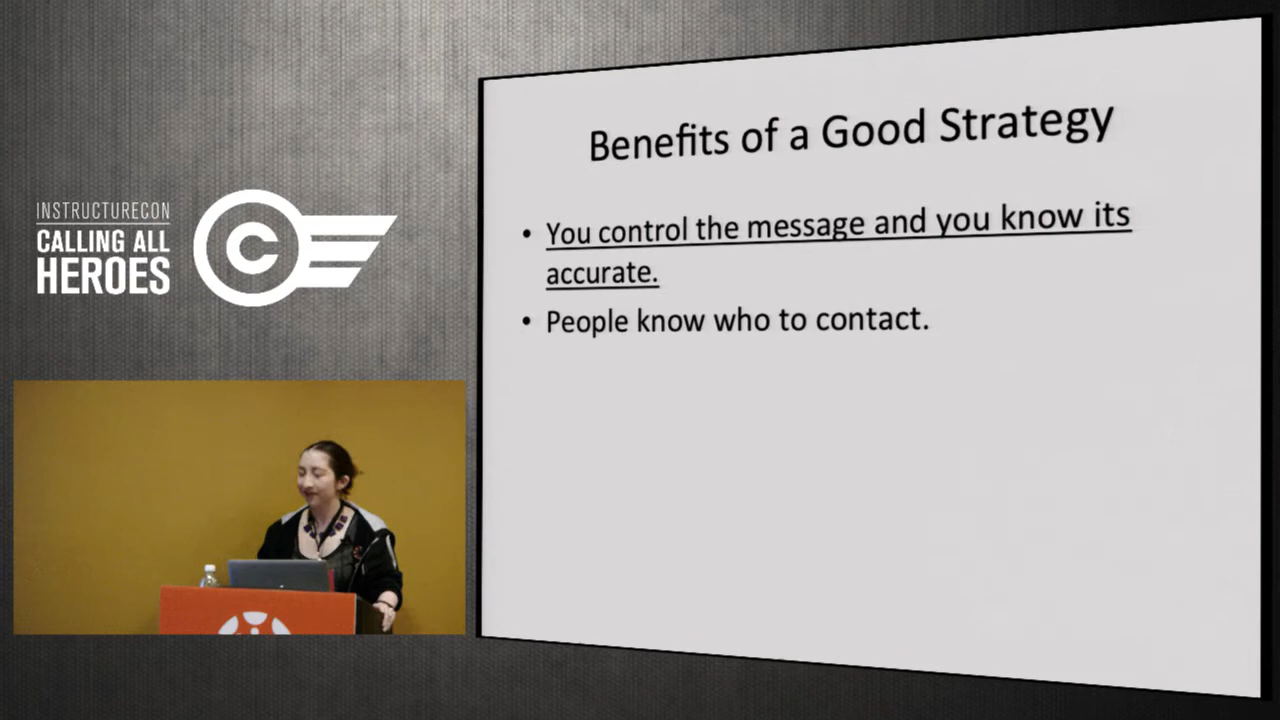 INSTRUCTURECON
CALLING ALL
HEROES
C
Benefits of a Good Strategy
• You control the message and you know its
accurate.
• People know who to contact.